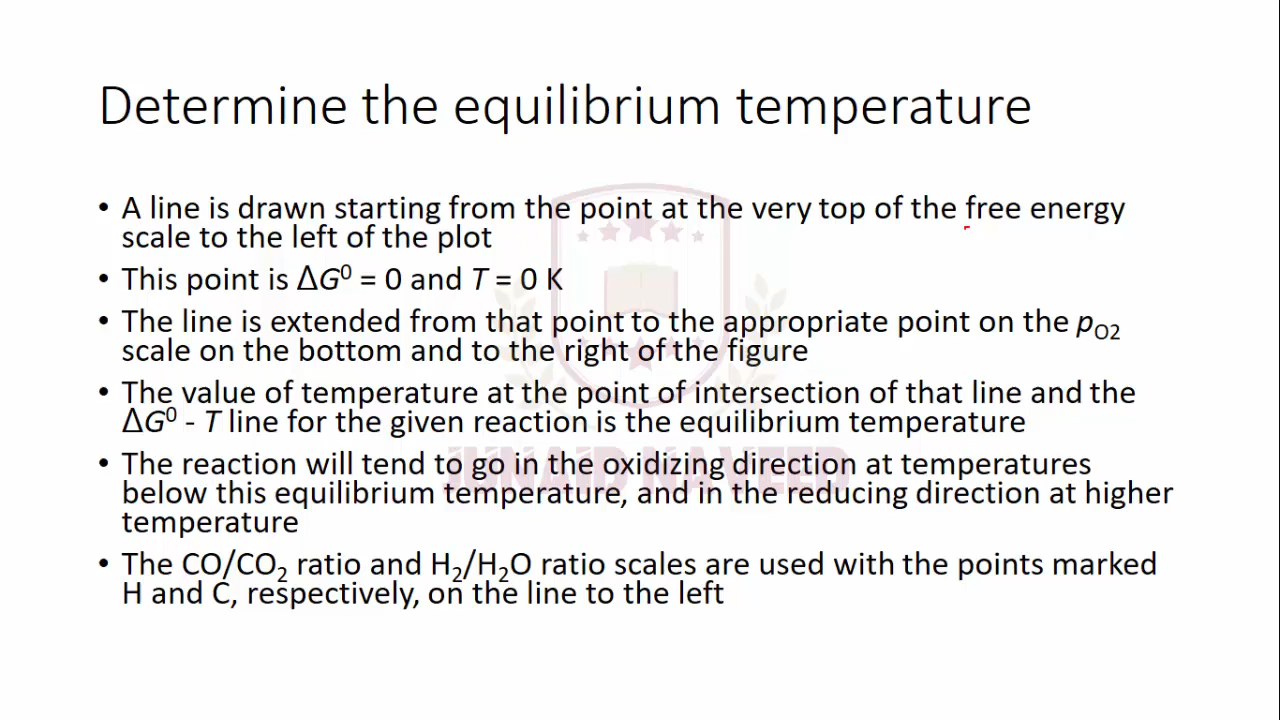 Determine the equilibrium temperature
• A line is drawn starting from the point at the very top of the free energy
scale to the left of the plot
• This point is ΔG⁰ = 0 and T = 0 K
• The line is extended from that point to the appropriate point on the pO2
scale on the bottom and to the right of the figure
• The value of temperature at the point of intersection of that line and the
ΔG⁰ - T line for the given reaction is the equilibrium temperature
• The reaction will tend to go in the oxidizing direction at temperatures
below this equilibrium temperature, and in the reducing direction at higher
temperature
• The CO/CO₂ ratio and H₂/H₂O ratio scales are used with the points marked
H and C, respectively, on the line to the left
JUNAID NAVEED